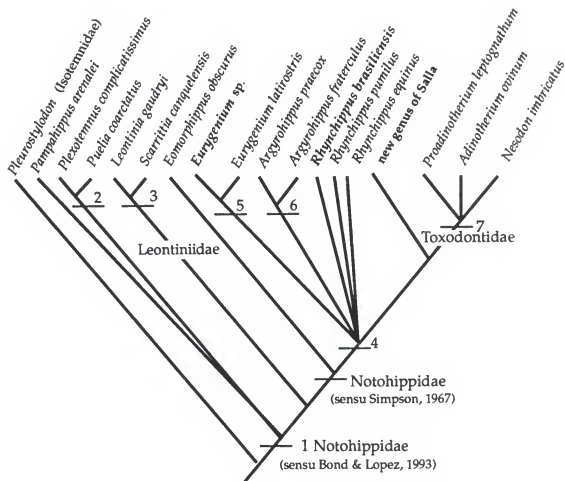 Pleurostylodon (Isotemnidae)
Pampahippus arenalei
Plexotemnus complicatissimus
Puelia coarctatus
Leontinia gaudryi
Scarrittia canquelensis
Eomorphippus obscurus
Eurygenium sp.
Eurygenium latirostris
Argyrohippus praecox
Argyrohippus fraterculus
Rhynchippus brasiliensis
Rhynchippus pumilus
Rhynchippus equinus
new genus of Salla
Proadinotherium leptognathum
Adinotherium ovinum
Nesodon imbricatus
2
3
5
6
7
Toxodontidae
Leontiniidae
4
Notohippidae
(sensu Simpson, 1967)
1 Notohippidae
(sensu Bond & Lopez, 1993)